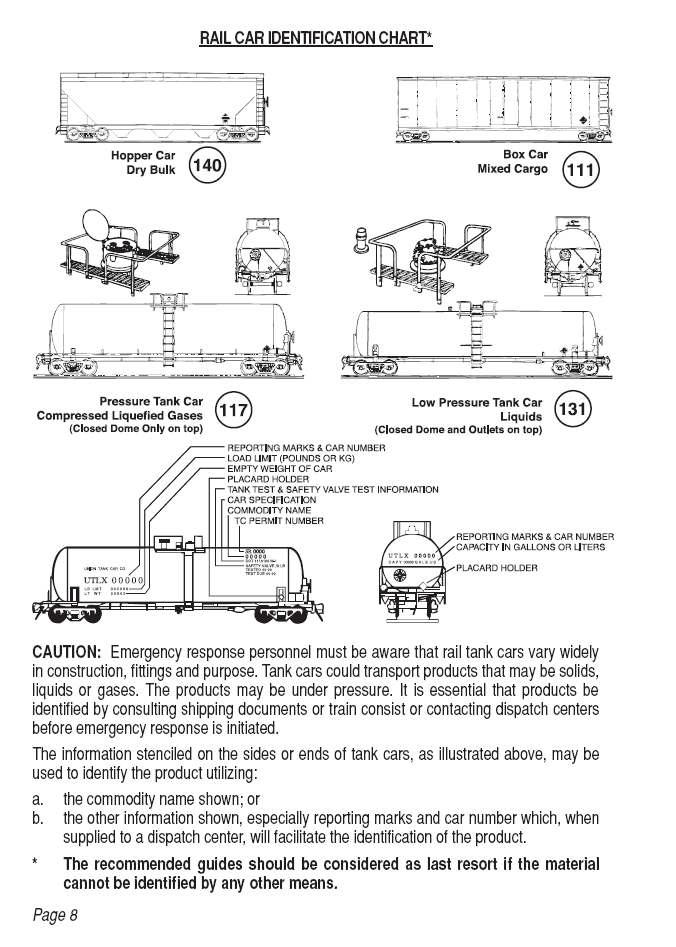 RAIL CAR IDENTIFICATION CHART*
Hopper Car
Dry Bulk
140
Box Car
Mixed Cargo
111
Pressure Tank Car
Compressed Liquefied Gases
(Closed Dome Only on top)
117
Low Pressure Tank Car
Liquids
(Closed Dome and Outlets on top)
131
REPORTING MARKS & CAR NUMBER
LOAD LIMIT (POUNDS OR KG)
EMPTY WEIGHT OF CAR
PLACARD HOLDER
TANK TEST & SAFETY VALVE TEST INFORMATION
CAR SPECIFICATION
COMMODITY NAME
TC PERMIT NUMBER
UNION TANK CAR CO
UTLX 00000
REPORTING MARKS & CAR NUMBER
CAPACITY IN GALLONS OR LITERS
PLACARD HOLDER
UTLX 00000
CAUTION: Emergency response personnel must be aware that rail tank cars vary widely
in construction, fittings and purpose. Tank cars could transport products that may be solids,
liquids or gases. The products may be under pressure. It is essential that products be
identified by consulting shipping documents or train consist or contacting dispatch centers
before emergency response is initiated.
The information stenciled on the sides or ends of tank cars, as illustrated above, may be
used to identify the product utilizing:
a. the commodity name shown; or
b. the other information shown, especially reporting marks and car number which, when
supplied to a dispatch center, will facilitate the identification of the product.
* The recommended guides should be considered as last resort if the material
cannot be identified by any other means.
Page 8